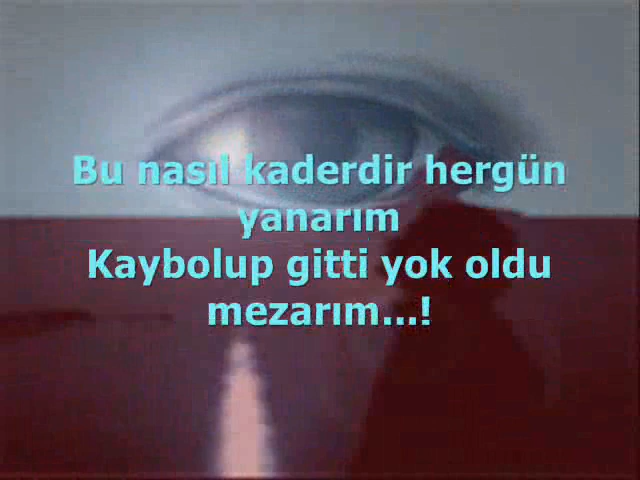 Bu nasıl kaderdir hergün
yanarım
Kaybolup gitti yok oldu
mezarım...!